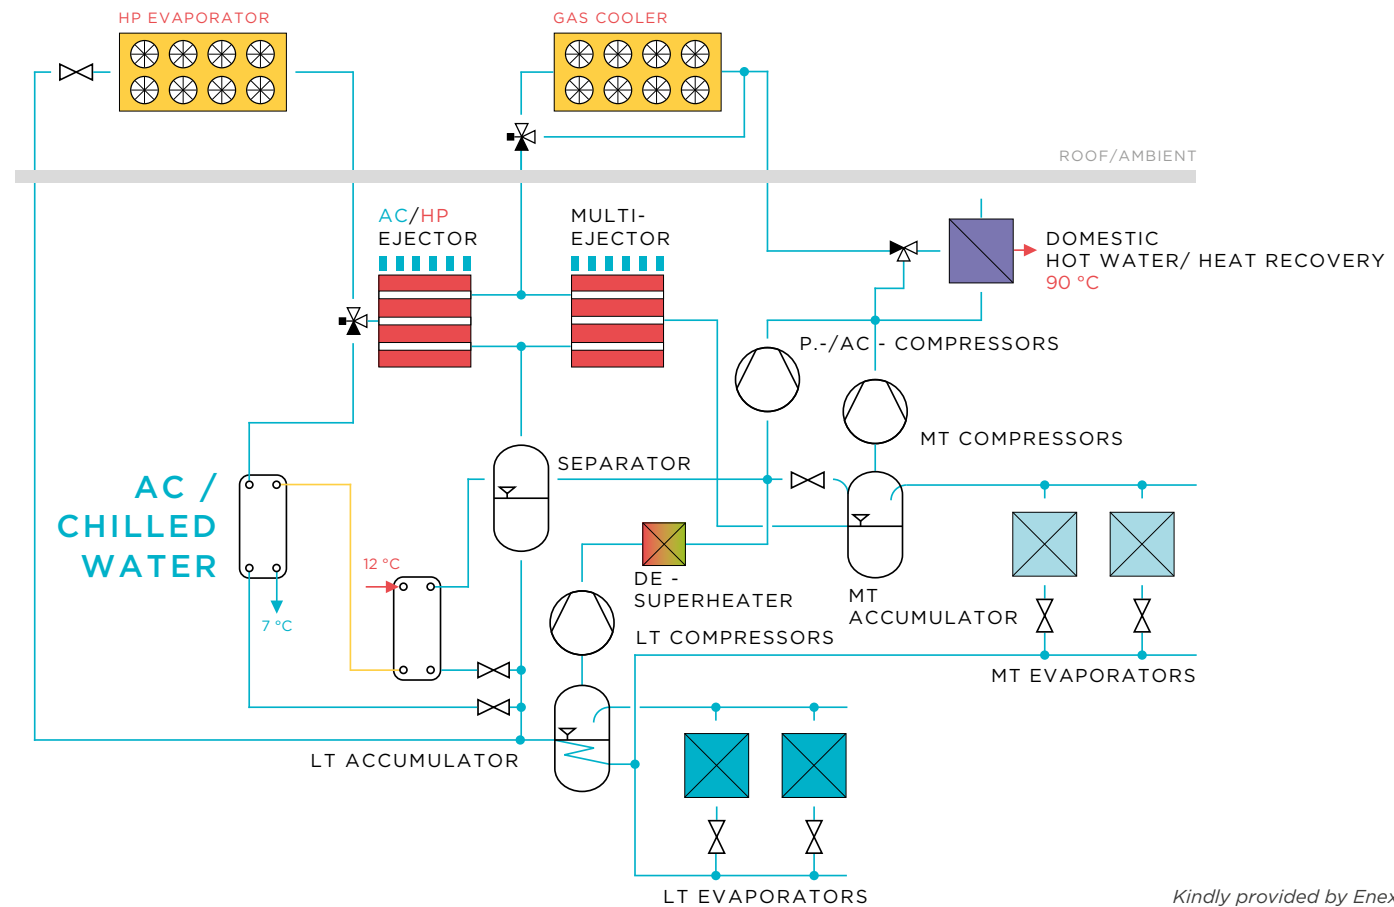 HP EVAPORATOR
GAS COOLER
ROOF/AMBIENT
AC/HP
EJECTOR
MULTI-
EJECTOR
DOMESTIC
HOT WATER/ HEAT RECOVERY
90 °C
P.-/AC - COMPRESSORS
MT COMPRESSORS
SEPARATOR
AC /
CHILLED
WATER
12 °C
7 °C
DE -
SUPERHEATER
MT
ACCUMULATOR
LT COMPRESSORS
MT EVAPORATORS
LT ACCUMULATOR
LT EVAPORATORS
Kindly provided by Enex